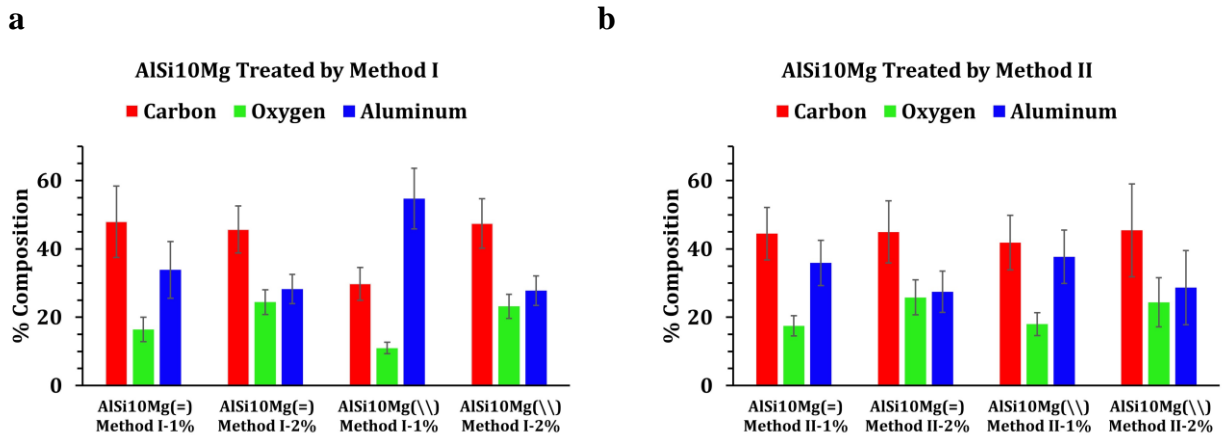 a
AlSi10Mg Treated by Method I
Carbon Oxygen Aluminum
% Composition
60
40
20
0
AlSi10Mg(=)
Method I-1%
AlSi10Mg(=)
Method I-2%
AlSi10Mg(\\)
Method I-1%
AlSi10Mg(\\)
Method I-2%
b
AlSi10Mg Treated by Method II
Carbon Oxygen Aluminum
% Composition
60
40
20
0
AlSi10Mg(=)
Method II-1%
AlSi10Mg(=)
Method II-2%
AlSi10Mg(\\)
Method II-1%
AlSi10Mg(\\)
Method II-2%